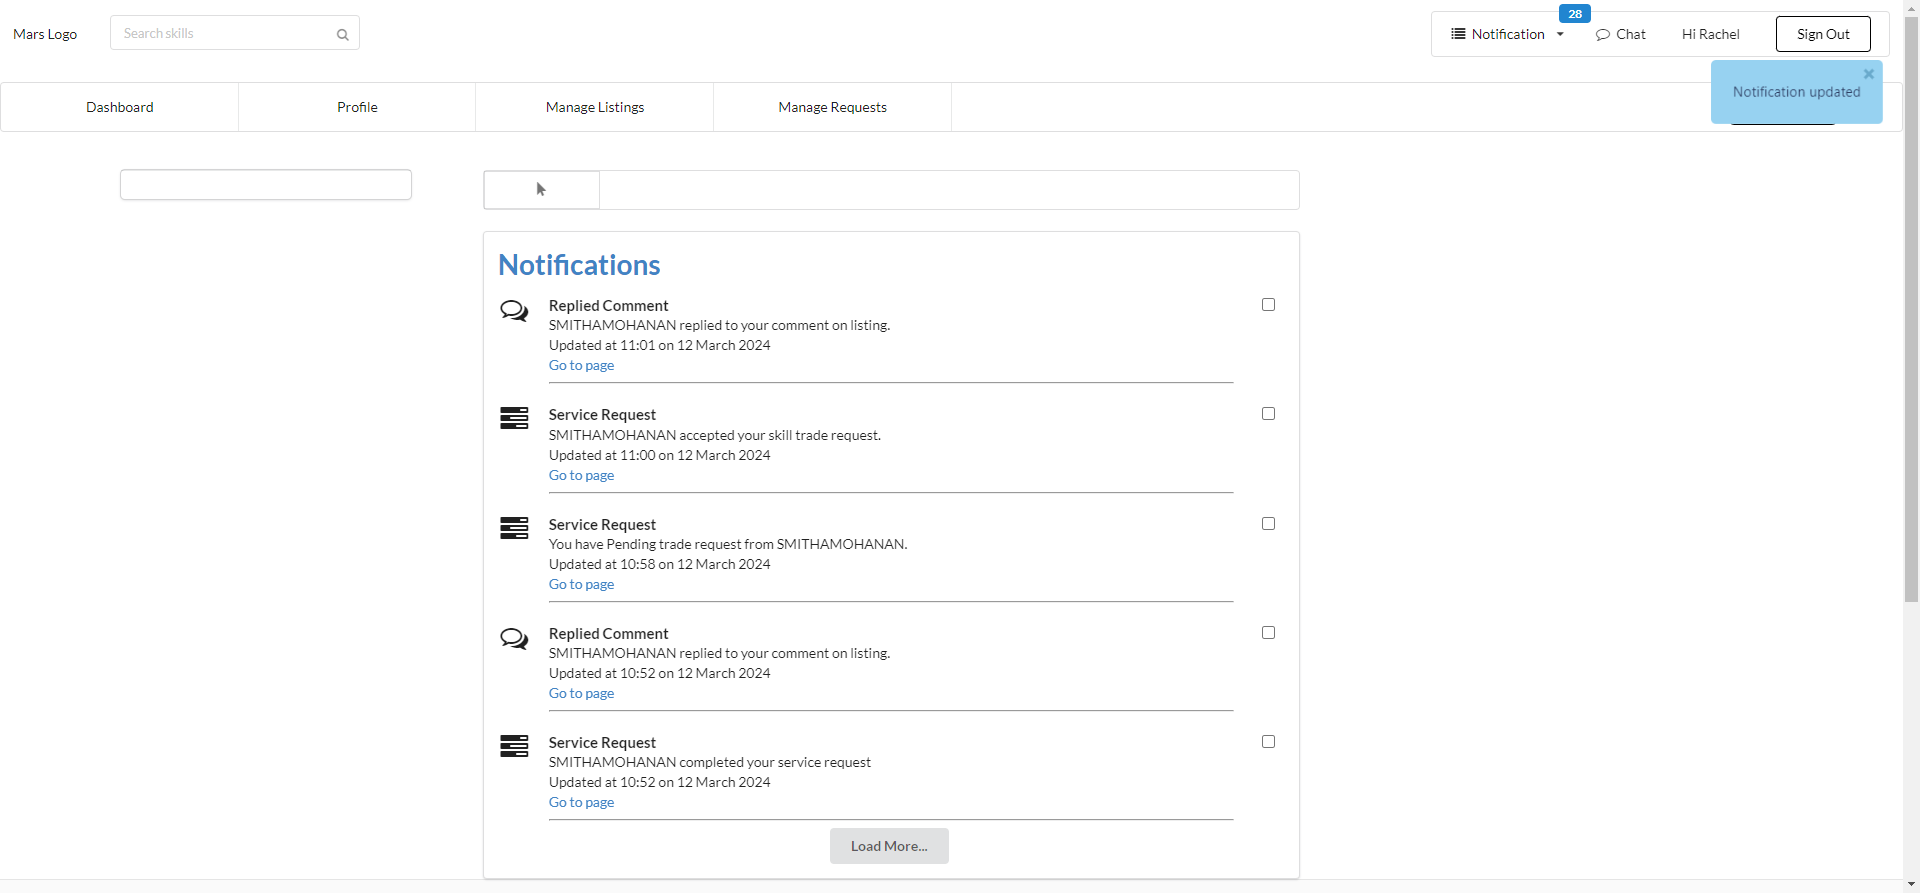 Mars Logo
Search skills
28
Notification
Chat
Hi Rachel
Sign Out
Notification updated
Dashboard
Profile
Manage Listings
Manage Requests
Notifications
Replied Comment
SMITHAMOHANAN replied to your comment on listing.
Updated at 11:01 on 12 March 2024
Go to page
Service Request
SMITHAMOHANAN accepted your skill trade request.
Updated at 11:00 on 12 March 2024
Go to page
Service Request
You have Pending trade request from SMITHAMOHANAN.
Updated at 10:58 on 12 March 2024
Go to page
Replied Comment
SMITHAMOHANAN replied to your comment on listing.
Updated at 10:52 on 12 March 2024
Go to page
Service Request
SMITHAMOHANAN completed your service request
Updated at 10:52 on 12 March 2024
Go to page
Load More...